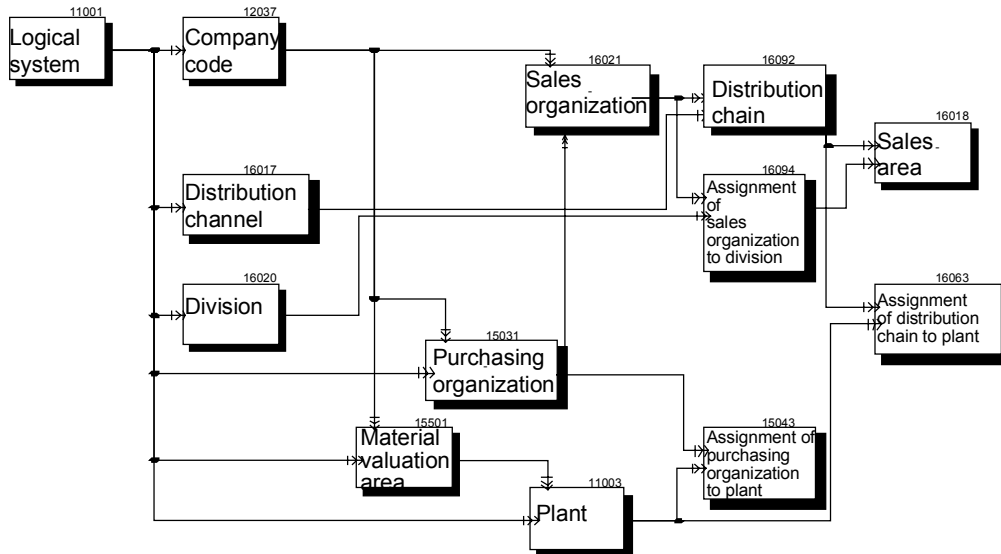 11001
Logical
system
12037
Company
code
16021
Sales
organization
16092
Distribution
chain
16018
Sales
area
16017
Distribution
channel
16094
Assignment
of
sales
organization
to division
16020
Division
16063
Assignment
of distribution
chain to plant
15031
Purchasing
organization
15501
Material
valuation
area
15043
Assignment of
purchasing
organization
to plant
11003
Plant